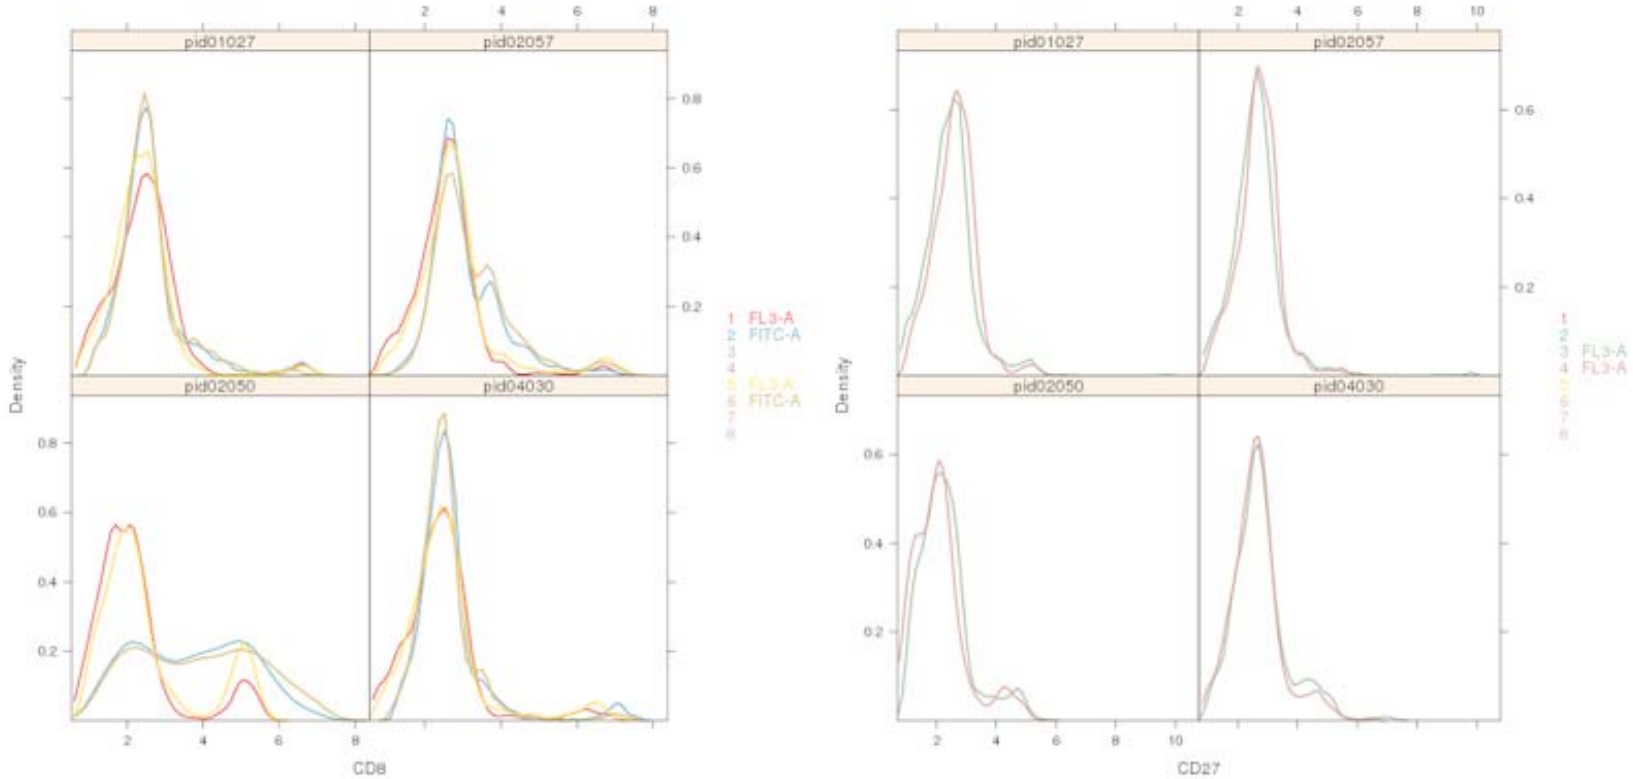 2 4 6 8
pid01027 pid02057
0.8
0.6
0.4
0.2
pid02050 pid04030
0.8
0.6
0.4
0.2
2 4 6 8
Density
CD8
1 FL3-A
2 FITC-A
3
4
5 FL3-A
6 FITC-A
7
8
2 4 6 8 10
pid01027 pid02057
0.6
0.4
0.2
pid02050 pid04030
0.6
0.4
0.2
2 4 6 8 10
Density
CD27
1
2
3 FL3-A
4 FL3-A
5
6
7
8